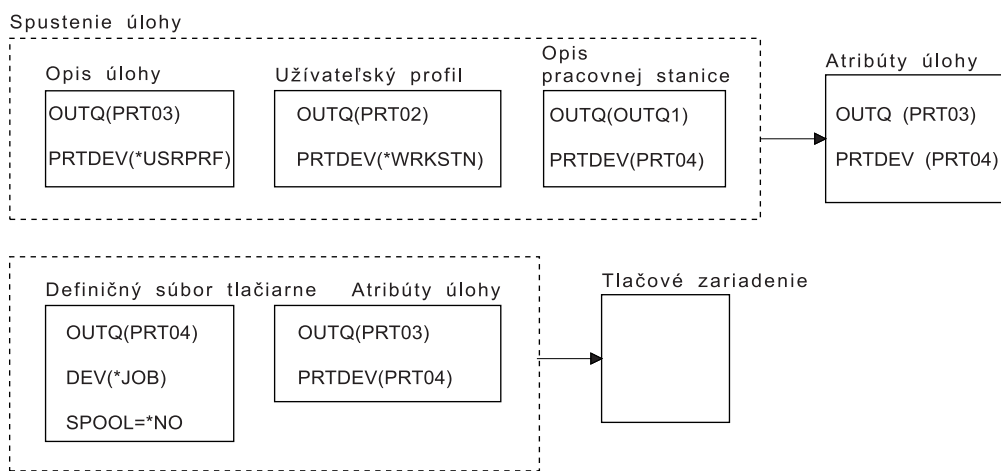 Spustenie úlohy
Opis úlohy
OUTQ(PRT03)
PRTDEV(*USRPRF)
Užívateľský profil
OUTQ(PRT02)
PRTDEV(*WRKSTN)
Opis
pracovnej stanice
OUTQ(OUTQ1)
PRTDEV(PRT04)
Atribúty úlohy
OUTQ (PRT03)
PRTDEV (PRT04)
Definičný súbor tlačiarne
OUTQ(PRT04)
DEV(*JOB)
SPOOL=*NO
Atribúty úlohy
OUTQ(PRT03)
PRTDEV(PRT04)
Tlačové zariadenie